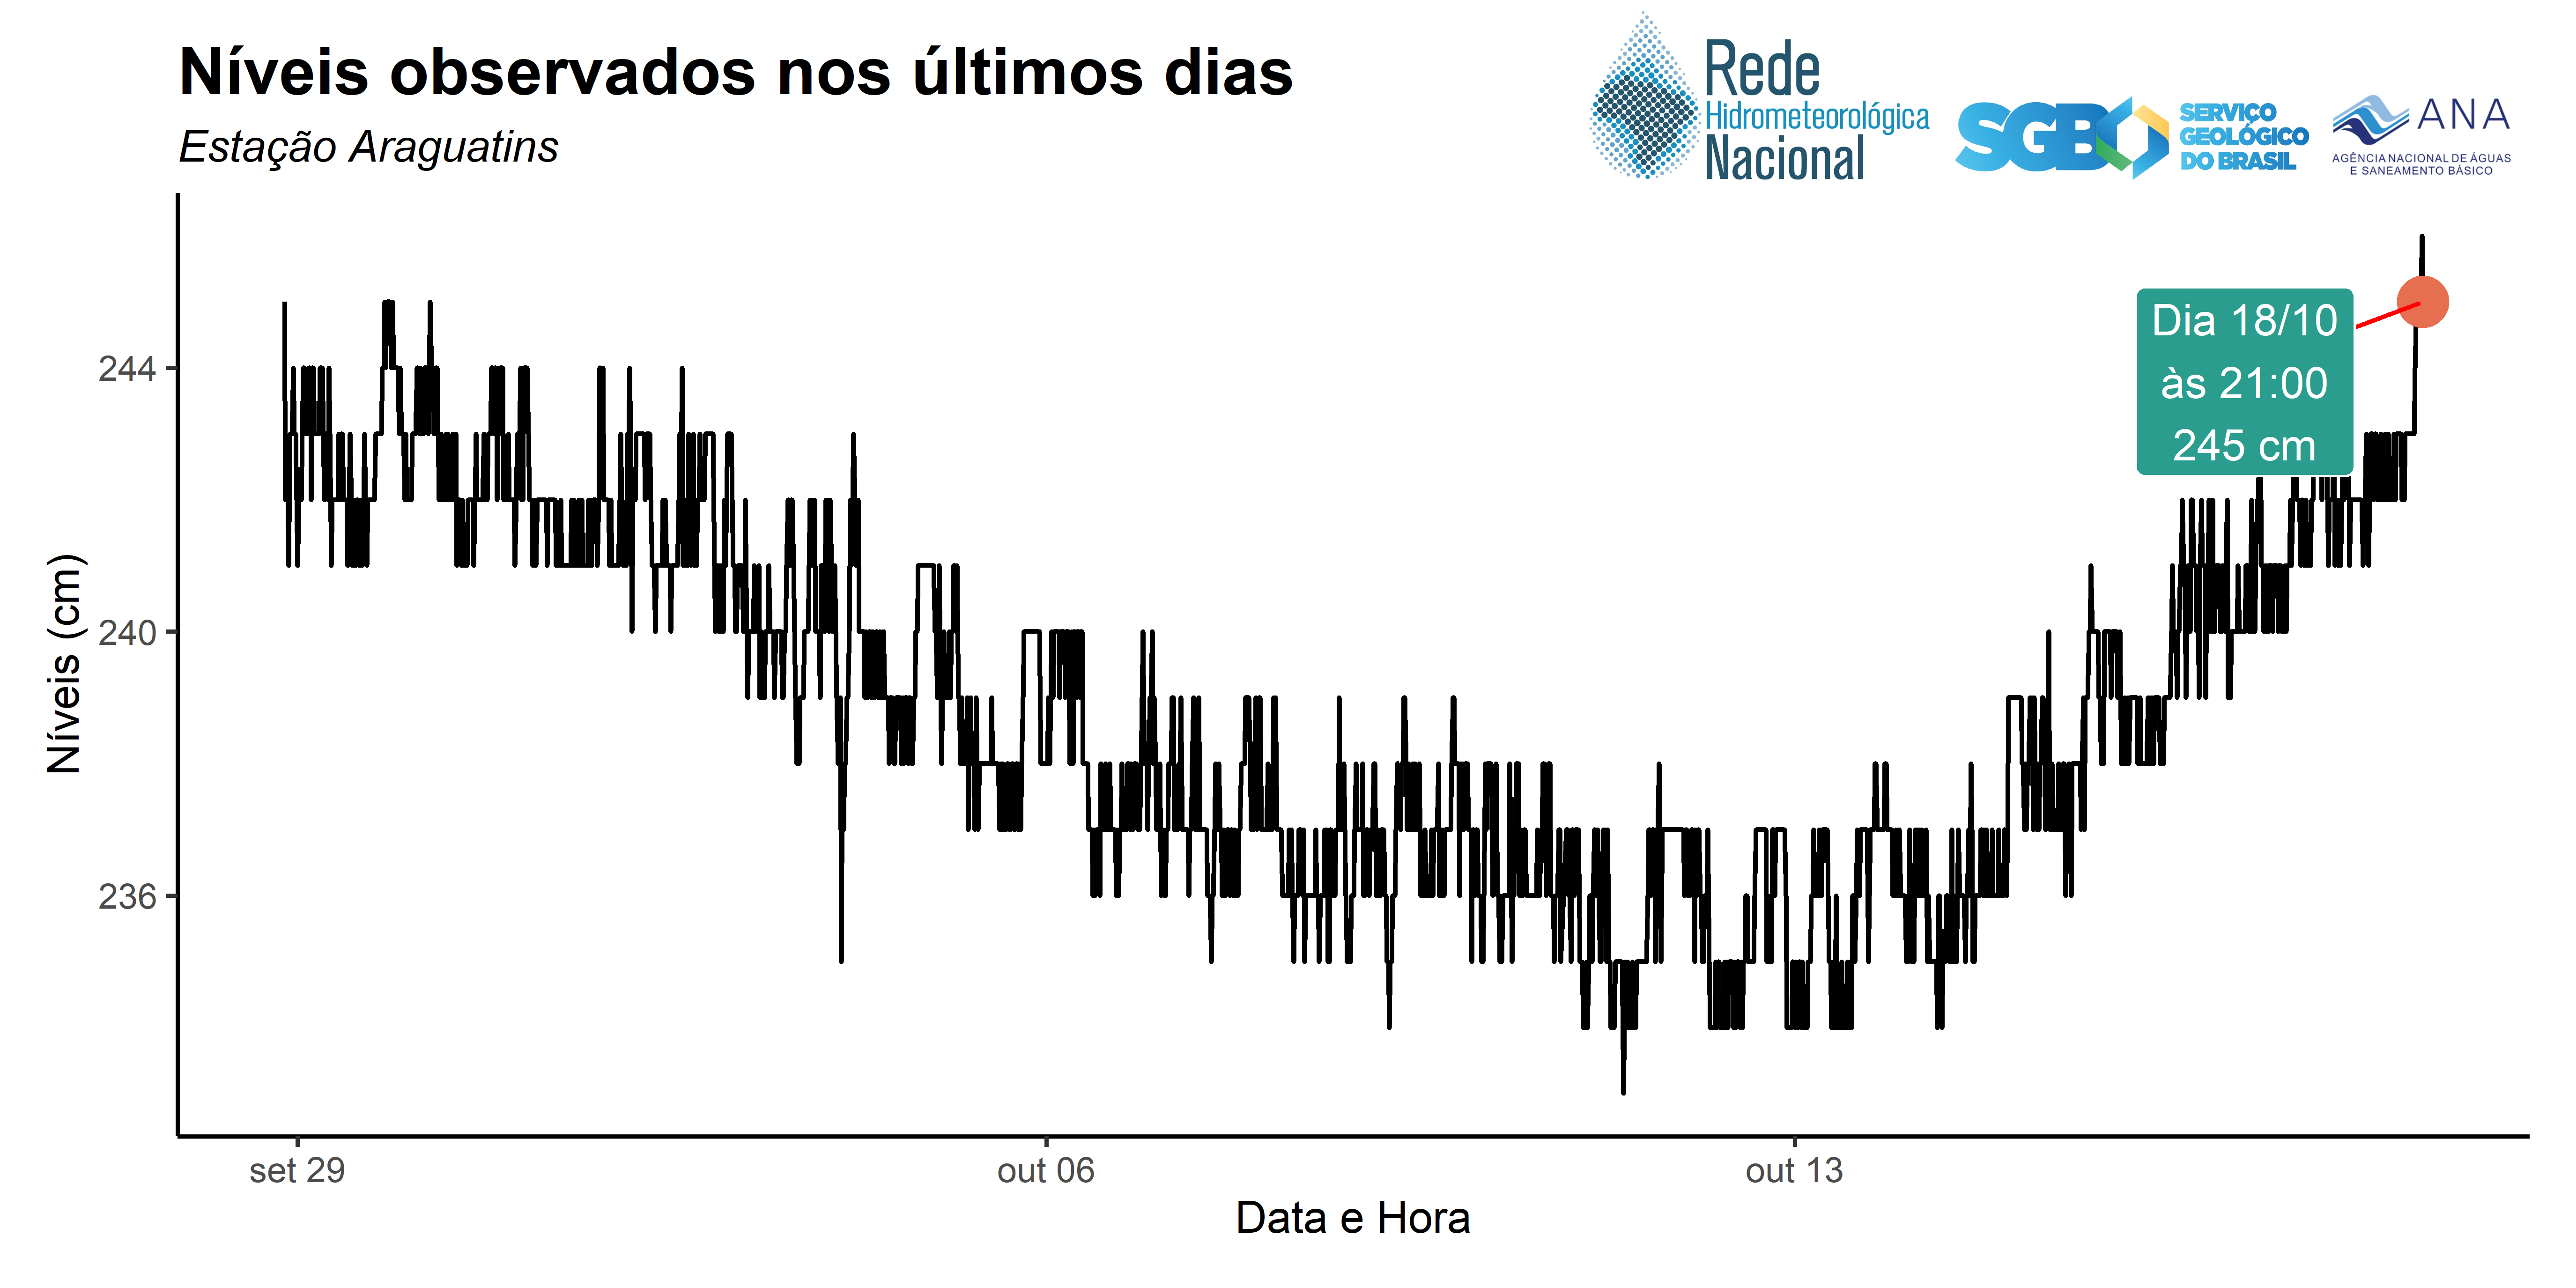 Níveis observados nos últimos dias
Estação Araguatins
Rede
Hidrometeorológica
Nacional
SGB
SERVIÇO
GEOLÓGICO
DO BRASIL
ANA
AGÊNCIA NACIONAL DE ÁGUAS
E SANEAMENTO BÁSICO
Dia 18/10
às 21:00
245 cm
Níveis (cm)
244
240
236
set 29
out 06
out 13
Data e Hora